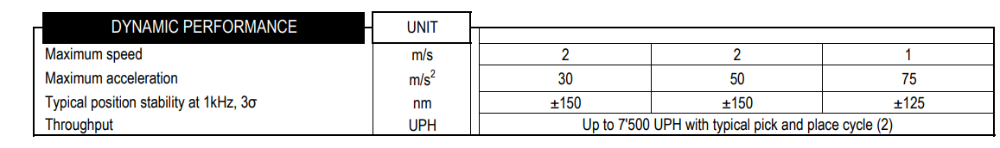 DYNAMIC PERFORMANCE UNIT
Maximum speed m/s 2 2 1
Maximum acceleration m/s² 30 50 75
Typical position stability at 1kHz, 3σ nm ±150 ±150 ±125
Throughput UPH Up to 7'500 UPH with typical pick and place cycle (2)